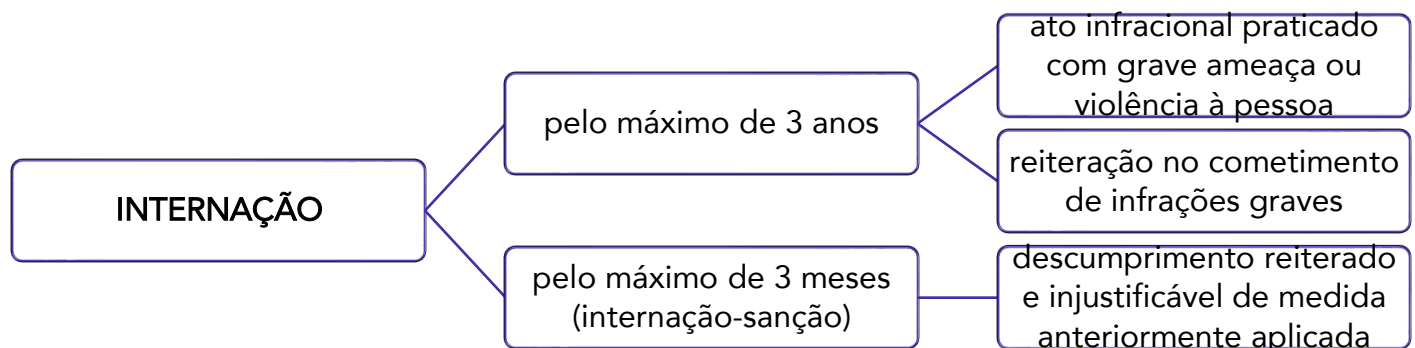 INTERNAÇÃO
pelo máximo de 3 anos
ato infracional praticado
com grave ameaça ou
violência à pessoa
reiteração no cometimento
de infrações graves
pelo máximo de 3 meses
(internação-sanção)
descumprimento reiterado
e injustificável de medida
anteriormente aplicada